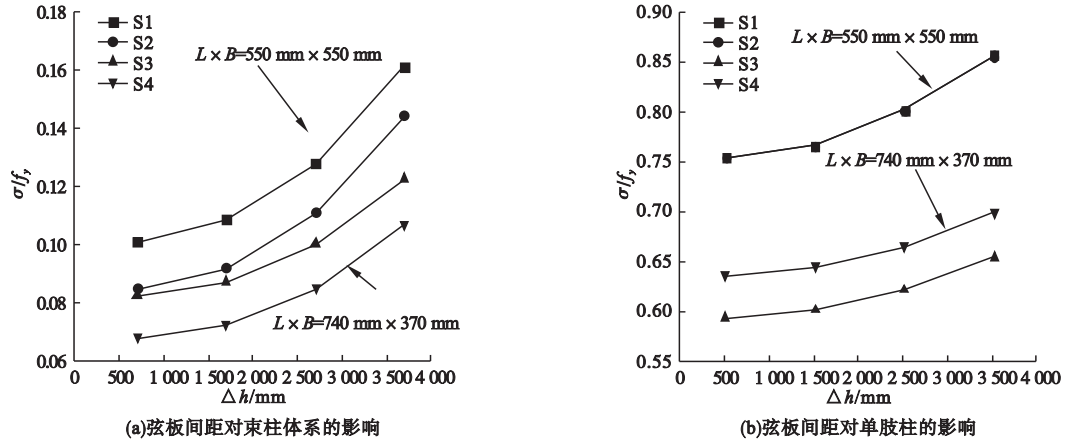 0.18
0.16
0.14
0.12
0.10
0.08
0.06
σ/fy
S1
S2
S3
S4
L × B=550 mm × 550 mm
L × B=740 mm × 370 mm
0 500 1 000 1 500 2 000 2 500 3 000 3 500 4 000
△h/mm
(a)弦板间距对束柱体系的影响
0.90
0.85
0.80
0.75
0.70
0.65
0.60
0.55
σ/fy
S1
S2
S3
S4
L × B=550 mm × 550 mm
L × B=740 mm × 370 mm
0 500 1 000 1 500 2 000 2 500 3 000 3 500 4 000
△h/mm
(b)弦板间距对单肢柱的影响